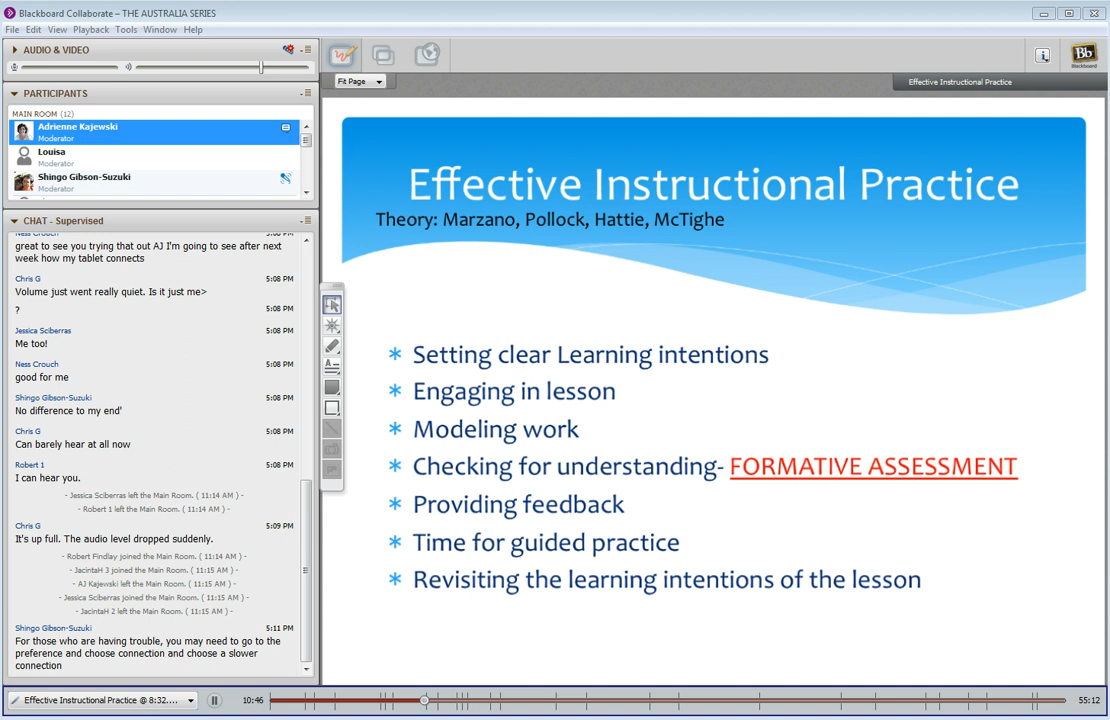 Blackboard Collaborate – THE AUSTRALIA SERIES
File Edit View Playback Tools Window Help
AUDIO & VIDEO
PARTICIPANTS
MAIN ROOM (12)
Adrienne Kajewski
Moderator
Louisa
Moderator
Shingo Gibson-Suzuki
Moderator
CHAT - Supervised
Ness Crouch 5:08 PM
great to see you trying that out AJ I'm going to see after next
week how my tablet connects
Chris G 5:08 PM
Volume just went really quiet. Is it just me>
? 5:08 PM
Jessica Sciberras 5:08 PM
Me too!
Ness Crouch 5:08 PM
good for me
Shingo Gibson-Suzuki 5:08 PM
No difference to my end'
Chris G 5:08 PM
Can barely hear at all now
Robert 1 5:08 PM
I can hear you.
- Jessica Sciberras left the Main Room. ( 11:14 AM ) -
- Robert 1 left the Main Room. ( 11:14 AM ) -
Chris G 5:09 PM
It's up full. The audio level dropped suddenly.
- Robert Findlay joined the Main Room. ( 11:14 AM ) -
- JacintaH 3 joined the Main Room. ( 11:15 AM ) -
- AJ Kajewski left the Main Room. ( 11:15 AM ) -
- Jessica Sciberras joined the Main Room. ( 11:15 AM ) -
- JacintaH 2 left the Main Room. ( 11:15 AM ) -
Shingo Gibson-Suzuki 5:11 PM
For those who are having trouble, you may need to go to the
preference and choose connection and choose a slower
connection
Effective Instructional Practice @ 8:32....
10:46
55:12
Fit Page
Effective Instructional Practice
Bb
Blackboard
Effective Instructional Practice
Theory: Marzano, Pollock, Hattie, McTighe
* Setting clear Learning intentions
* Engaging in lesson
* Modeling work
* Checking for understanding- FORMATIVE ASSESSMENT
* Providing feedback
* Time for guided practice
* Revisiting the learning intentions of the lesson